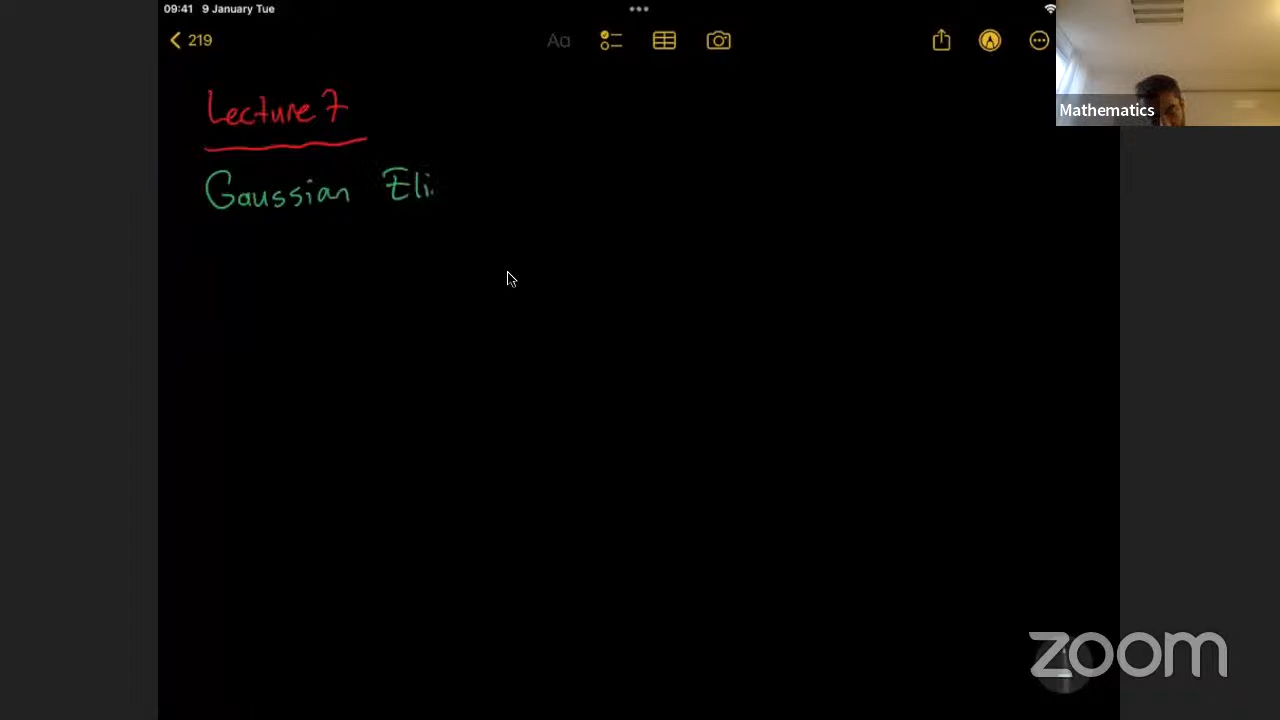 09:41 9 January Tue
219
Aa
Mathematics
Lecture 7
Gaussian Eli
zoom